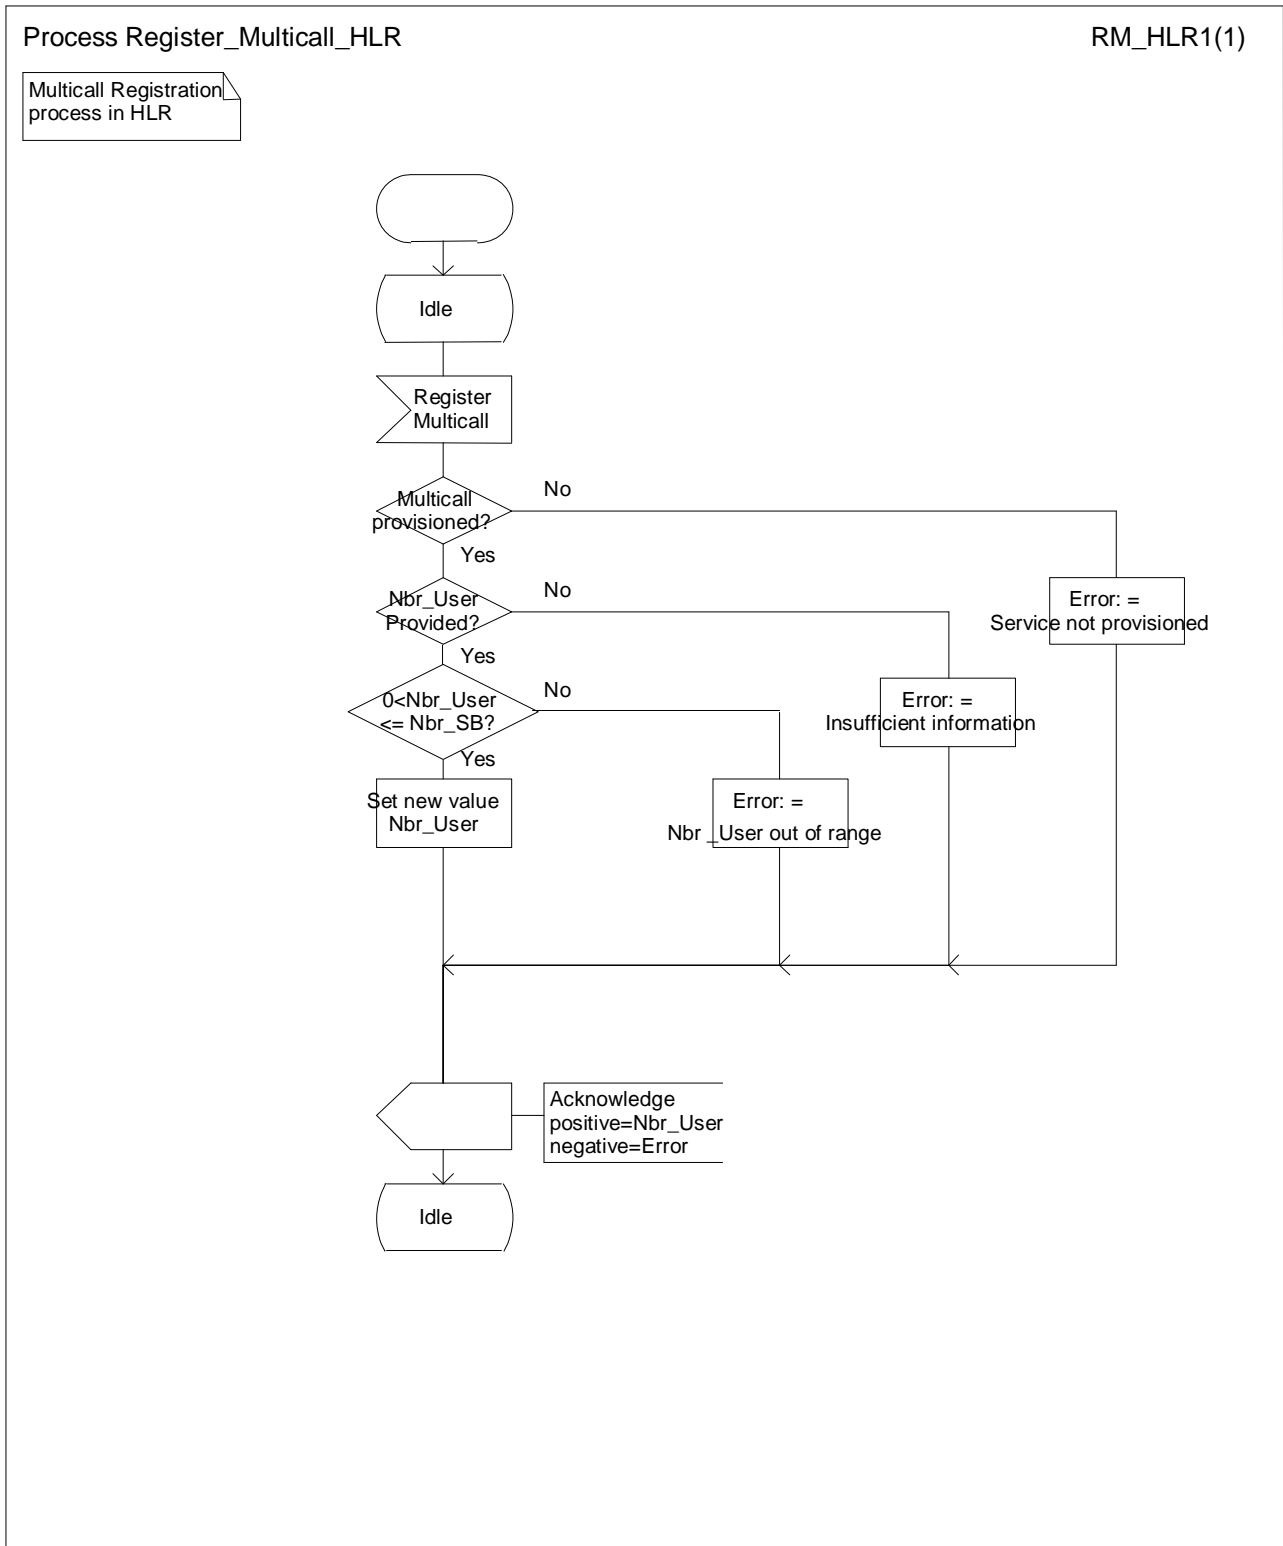 Process Register_Multicall_HLR
RM_HLR1(1)
Multicall Registration
process in HLR
Idle
Register
Multicall
Multicall
provisioned?
No
Yes
Nbr_User
Provided?
No
Error: =
Service not provisioned
Yes
0<Nbr_User
<= Nbr_SB?
No
Error: =
Insufficient information
Yes
Set new value
Nbr_User
Error: =
Nbr _User out of range
Acknowledge
positive=Nbr_User
negative=Error
Idle